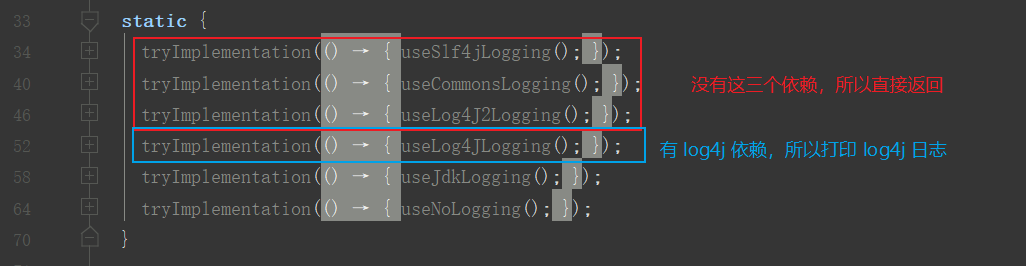 33 static {
34 tryImplementation(() → { useSlf4jLogging(); });
40 tryImplementation(() → { useCommonsLogging(); });
没有这三个依赖，所以直接返回
46 tryImplementation(() → { useLog4J2Logging(); });
52 tryImplementation(() → { useLog4JLogging(); });
有 log4j 依赖，所以打印 log4j 日志
58 tryImplementation(() → { useJdkLogging(); });
64 tryImplementation(() → { useNoLogging(); });
70 }